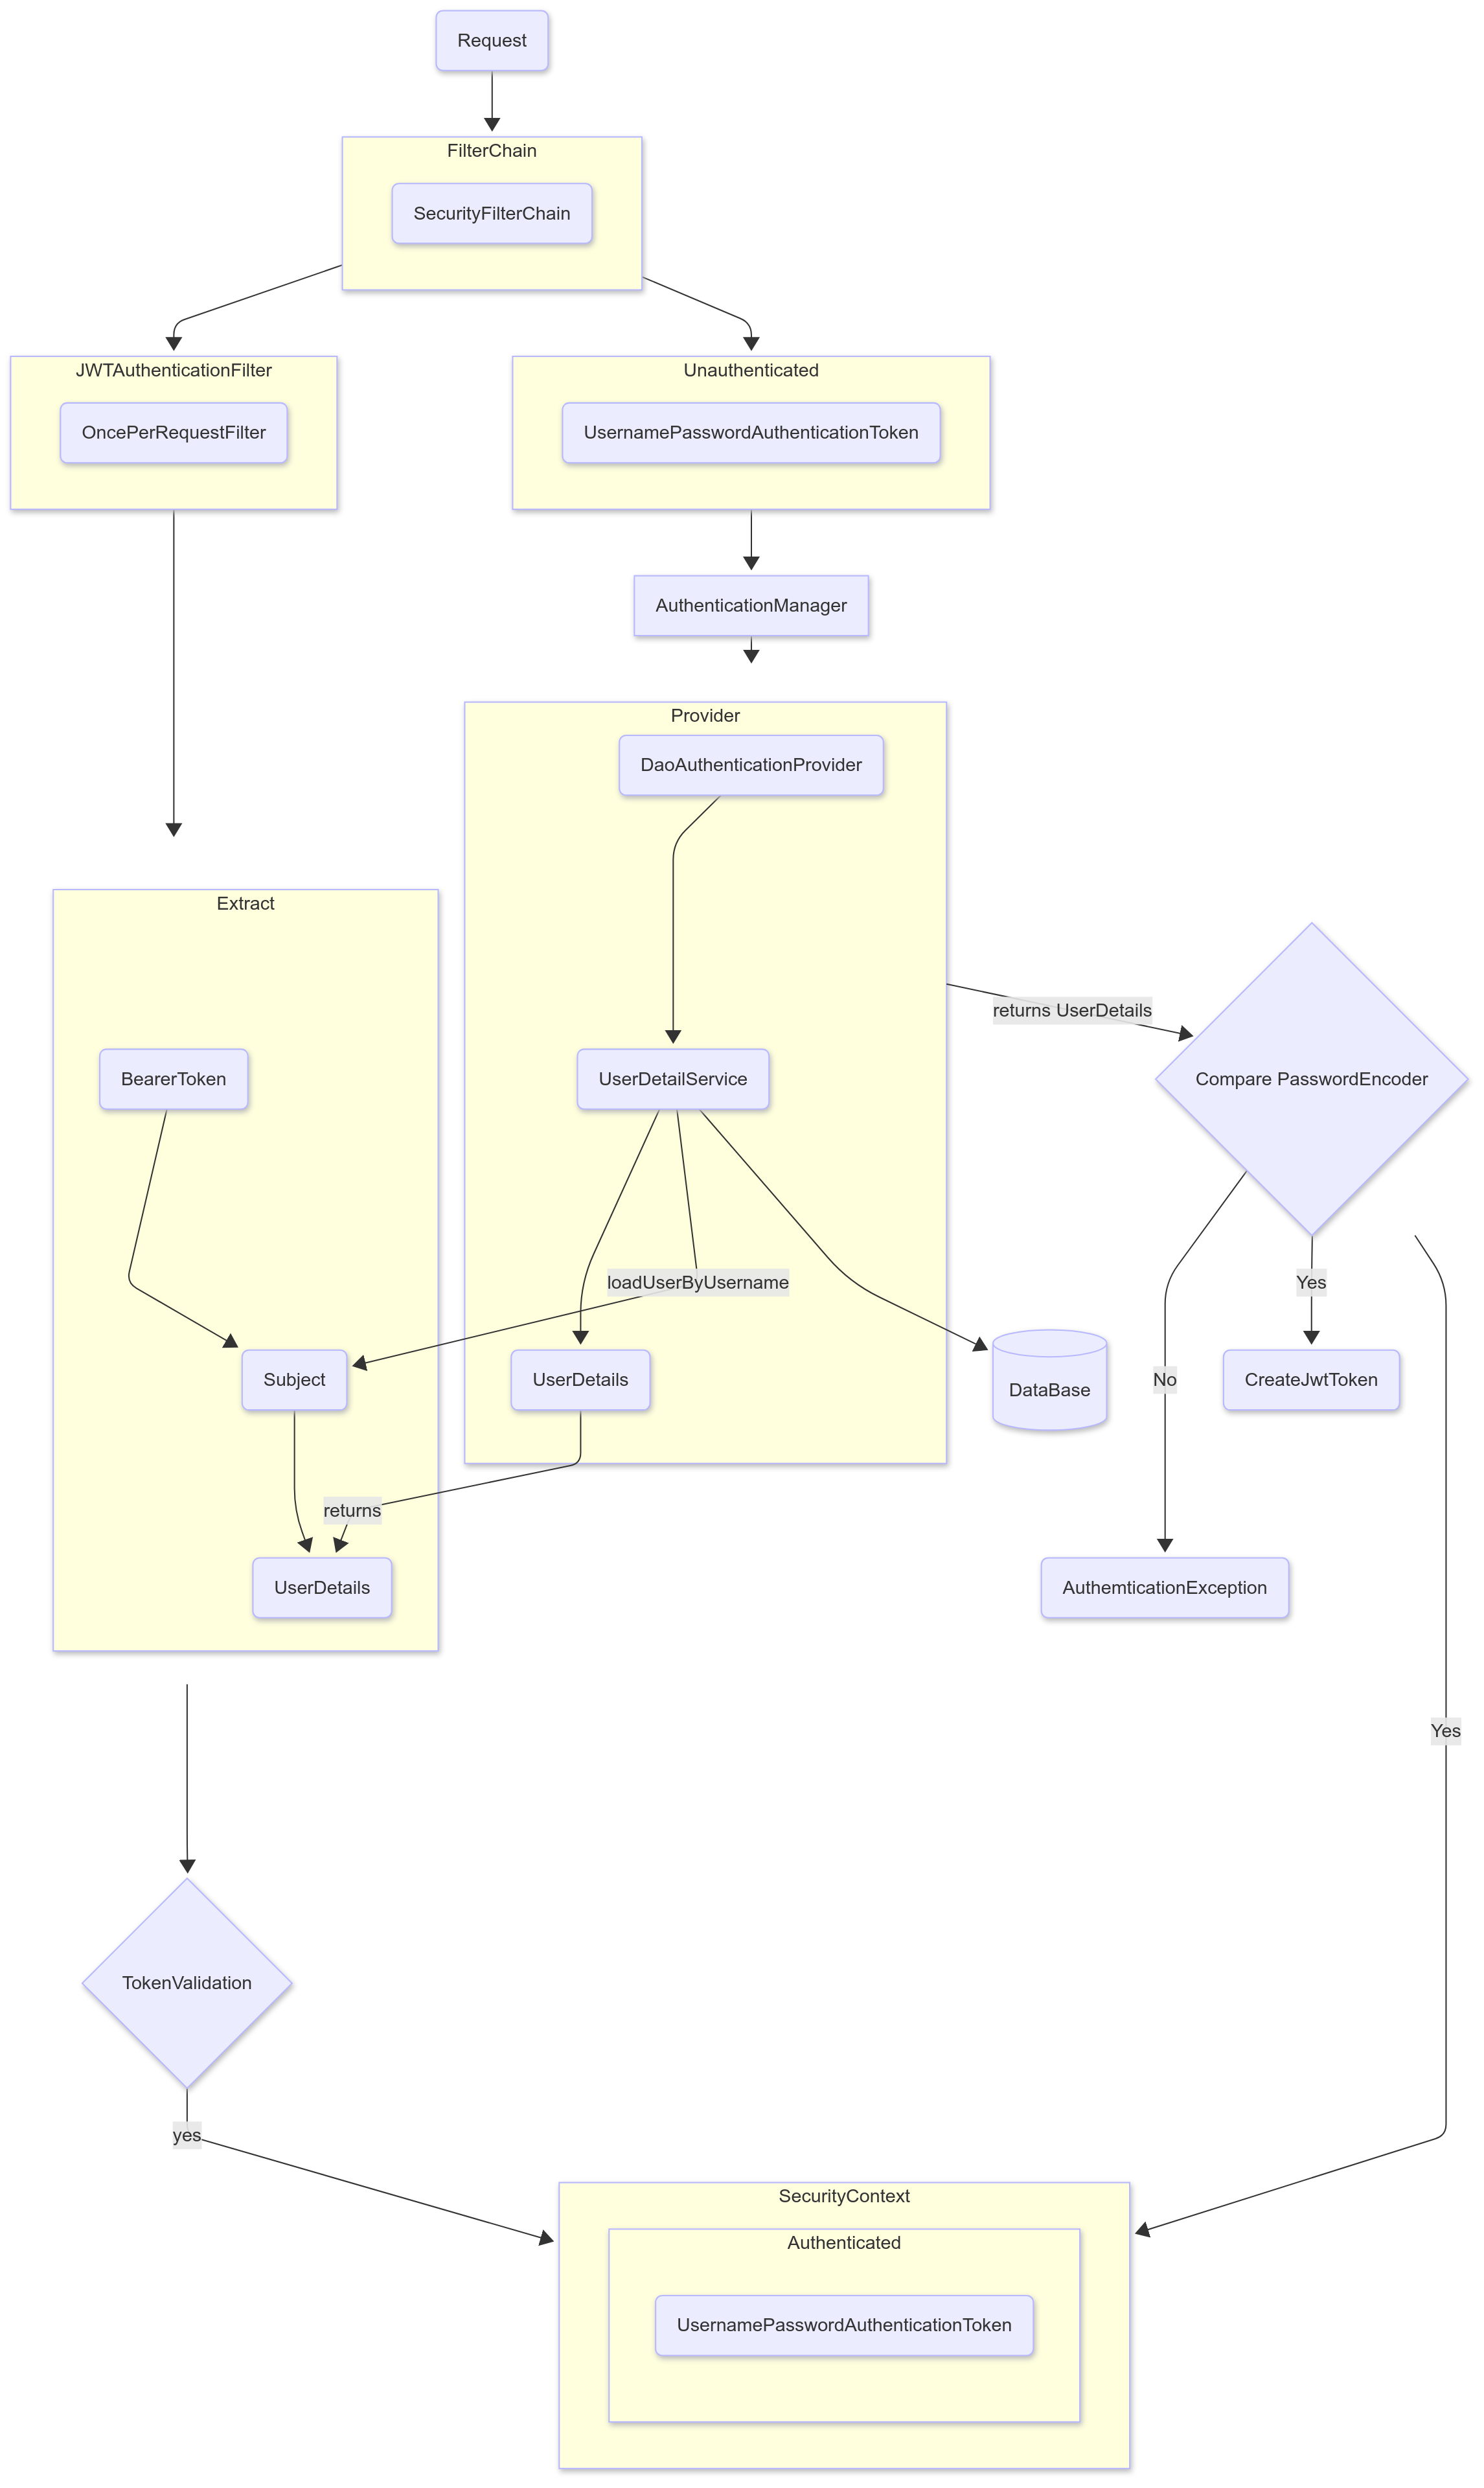 Request
FilterChain
SecurityFilterChain
JWTAuthenticationFilter
OncePerRequestFilter
Unauthenticated
UsernamePasswordAuthenticationToken
AuthenticationManager
Provider
DaoAuthenticationProvider
Extract
returns UserDetails
BearerToken
UserDetailService
Compare PasswordEncoder
loadUserByUsername
Yes
Subject
UserDetails
DataBase
No
CreateJwtToken
returns
UserDetails
AuthemticationException
Yes
TokenValidation
yes
SecurityContext
Authenticated
UsernamePasswordAuthenticationToken